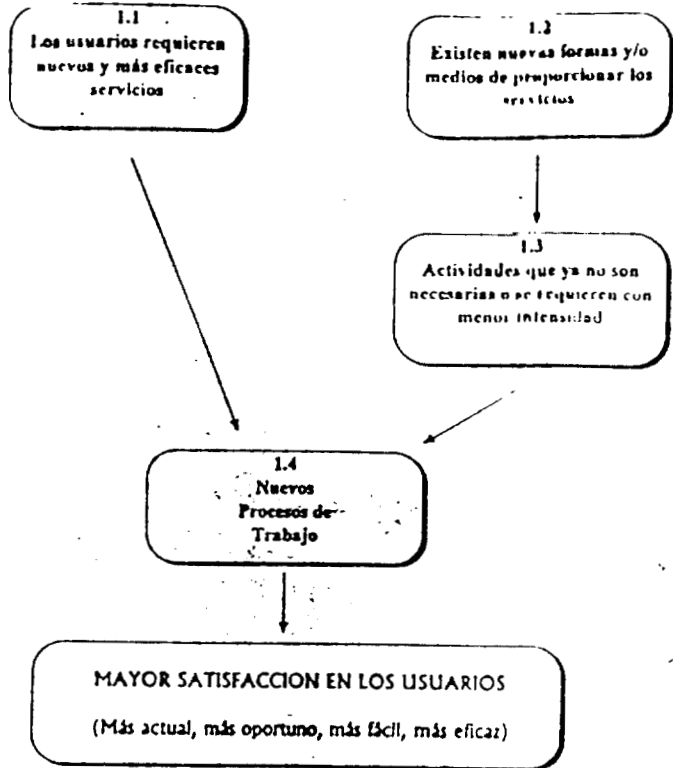 1.1
Los usuarios requieren
nuevos y más eficaces
servicios
1.2
Existen nuevas formas y/o
medios de proporcionar los
servicios
1.3
Actividades que ya no son
necesarias o se requieren con
menor intensidad
1.4
Nuevos
Procesos de
Trabajo
MAYOR SATISFACCION EN LOS USUARIOS
(Más actual, más oportuno, más fácil, más eficaz)